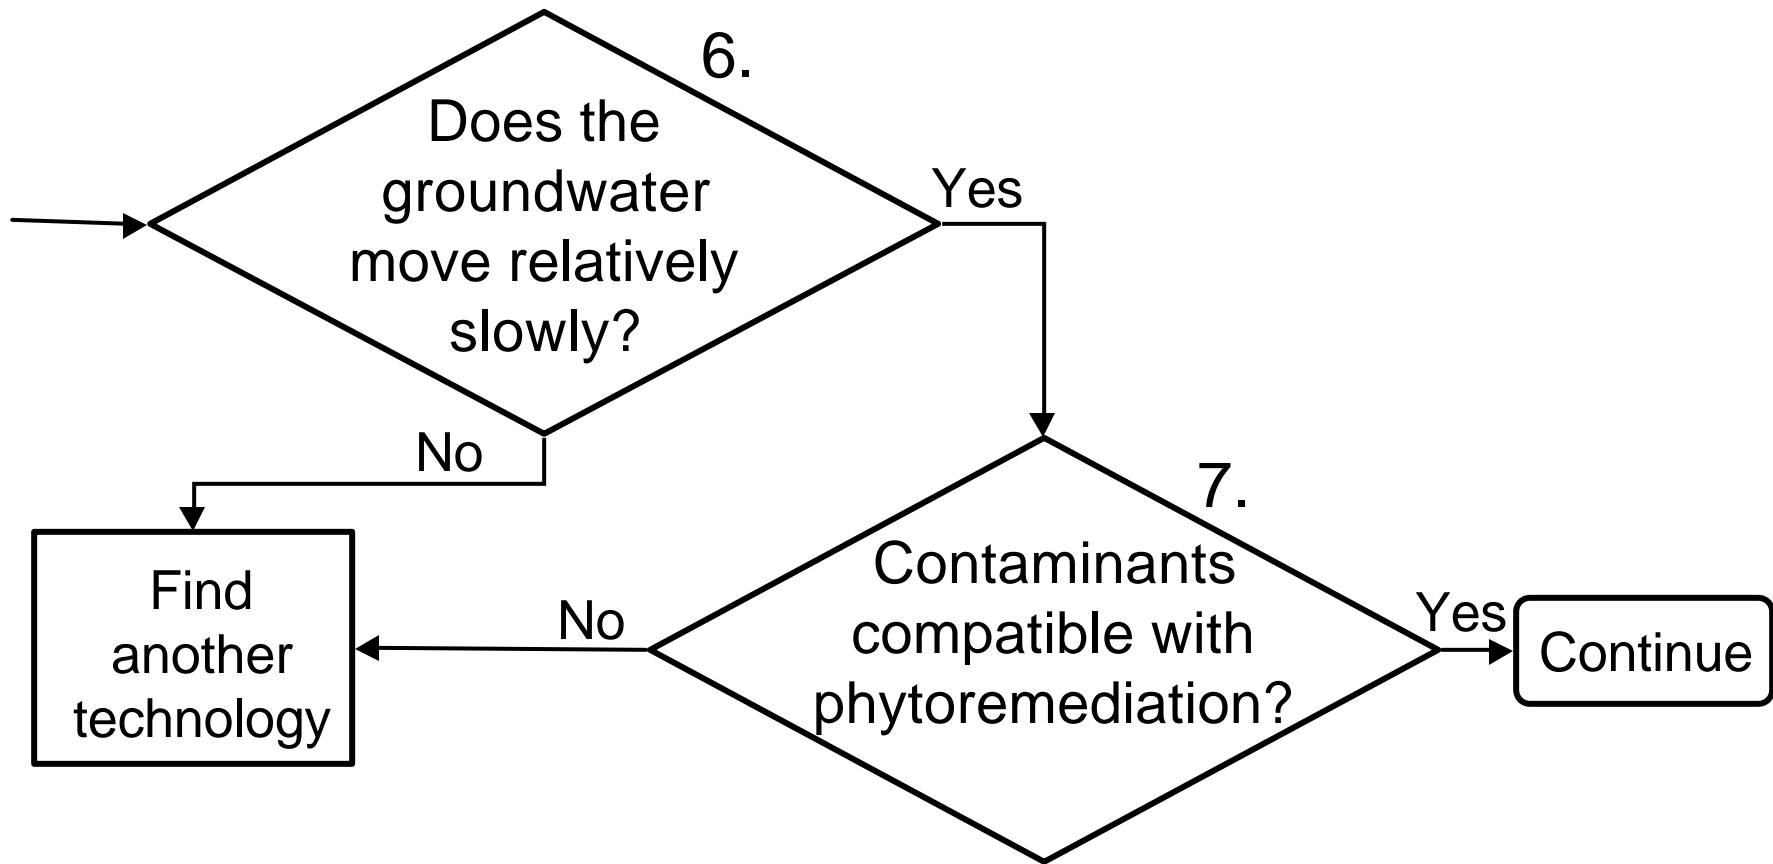 6.
Does the
groundwater
move relatively
slowly?
Yes
No
7.
Contaminants
compatible with
phytoremediation?
No
Yes
Find
another
technology
Continue